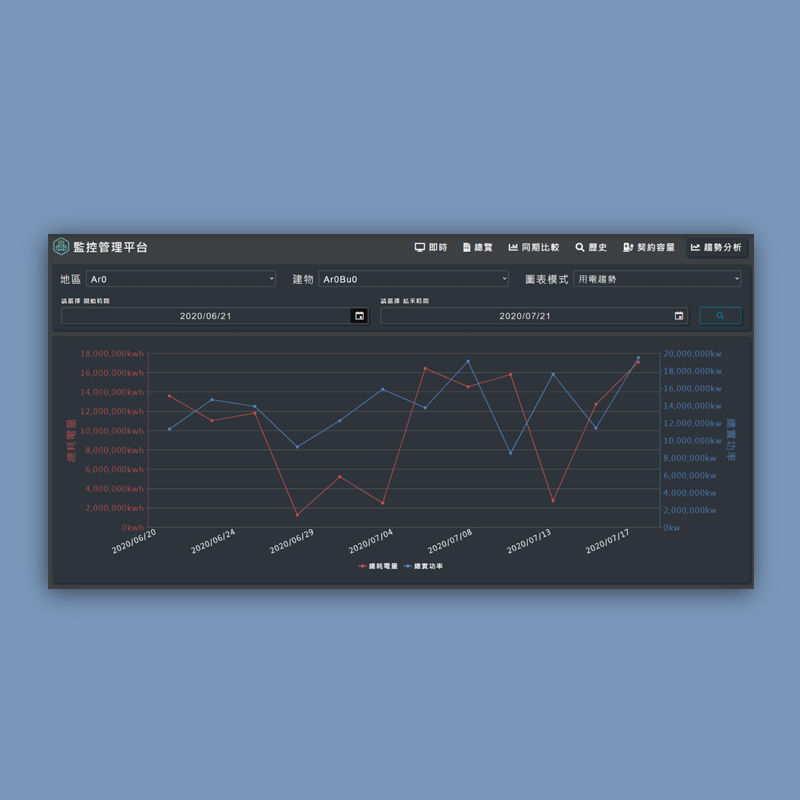 監控管理平台
即時 總覽 同期比較 歷史 契約容量 趨勢分析
地區 Ar0 建物 Ar0Bu0 圖表模式 用電趨勢
請選擇 開始時間 請選擇 結束時間
2020/06/21 2020/07/21
18,000,000kwh
16,000,000kwh
14,000,000kwh
12,000,000kwh
10,000,000kwh
8,000,000kwh
6,000,000kwh
4,000,000kwh
2,000,000kwh
0kwh
總耗電量
20,000,000kw
18,000,000kw
16,000,000kw
14,000,000kw
12,000,000kw
10,000,000kw
8,000,000kw
6,000,000kw
4,000,000kw
2,000,000kw
0kw
總實功率
2020/06/20 2020/06/24 2020/06/29 2020/07/04 2020/07/08 2020/07/13 2020/07/17
總耗電量 總實功率